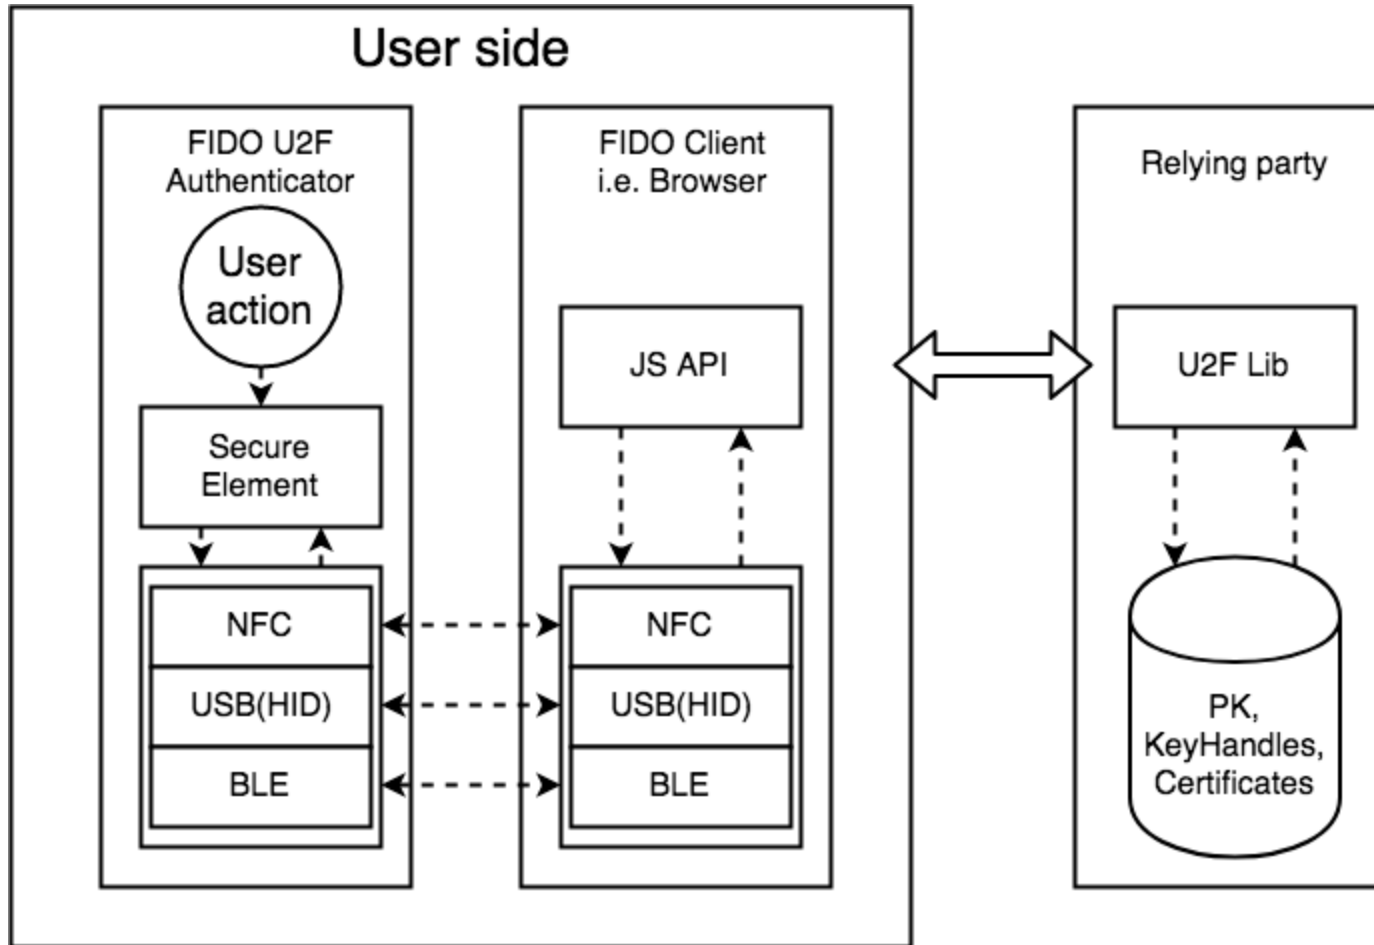 User side
FIDO U2F
Authenticator
User
action
Secure
Element
NFC
USB(HID)
BLE
FIDO Client
i.e. Browser
JS API
NFC
USB(HID)
BLE
Relying party
U2F Lib
PK,
KeyHandles,
Certificates